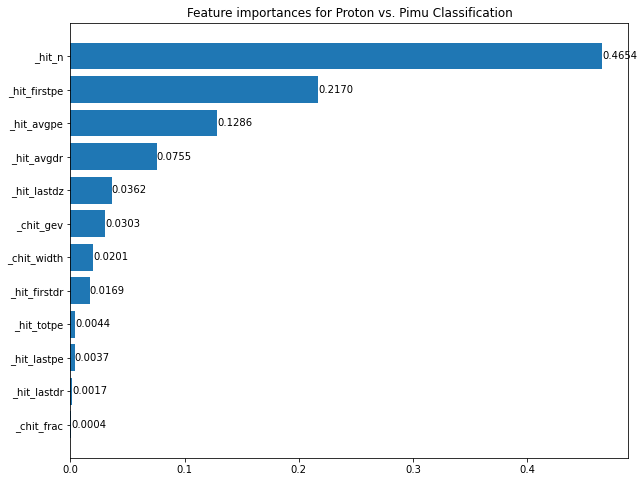 Feature importances for Proton vs. Pimu Classification
_hit_n 0.4654
_hit_firstpe 0.2170
_hit_avgpe 0.1286
_hit_avgdr 0.0755
_hit_lastdz 0.0362
_chit_gev 0.0303
_chit_width 0.0201
_hit_firstdr 0.0169
_hit_totpe 0.0044
_hit_lastpe 0.0037
_hit_lastdr 0.0017
_chit_frac 0.0004
0.0 0.1 0.2 0.3 0.4